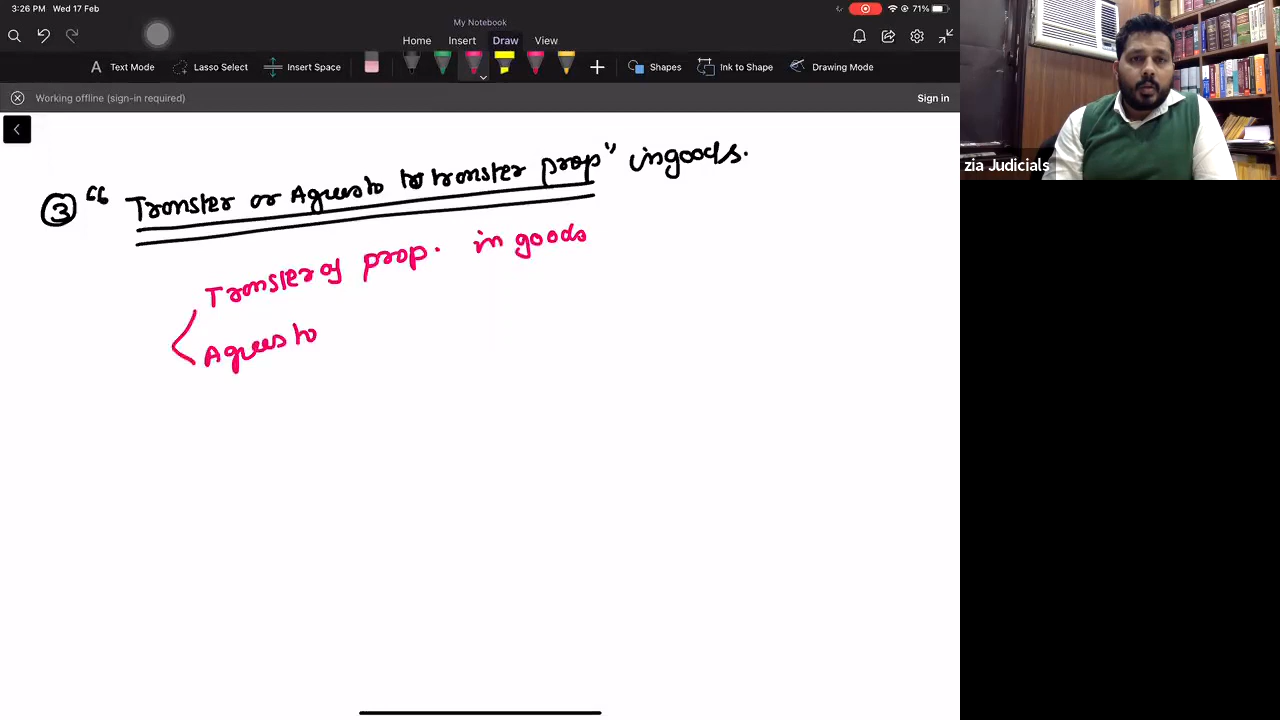 3:26 PM Wed 17 Feb
71%
My Notebook
Home Insert Draw View
Text Mode Lasso Select Insert Space Shapes Ink to Shape Drawing Mode
Working offline (sign-in required) Sign in
③ “Transfer or Agrees to to transfer prop” in goods.
Transfer of prop. in goods
Agrees to
zia Judicials